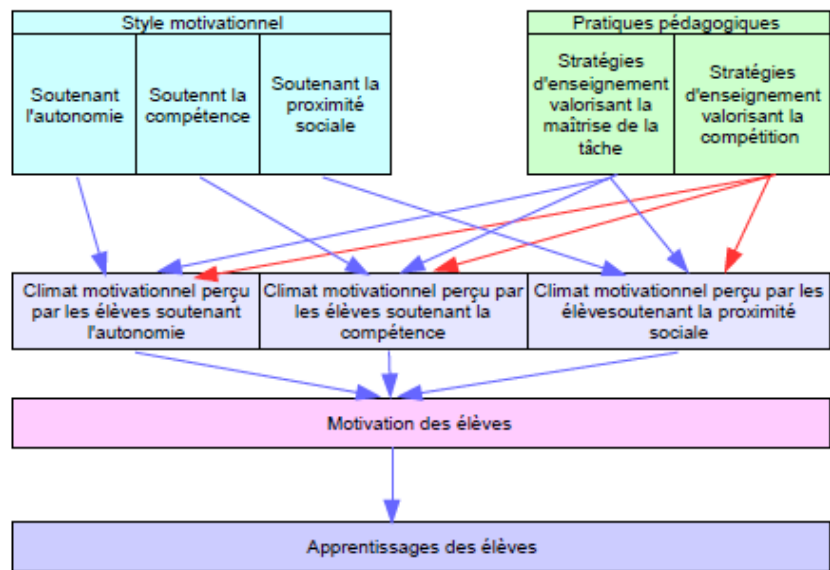 Style motivationnel
Soutenant
l'autonomie
Soutennt la
compétence
Soutenant la
proximité
sociale
Pratiques pédagogiques
Stratégies
d'enseignement
valorisant la
maîtrise de la
tâche
Stratégies
d'enseignement
valorisant la
compétition
Climat motivationnel perçu
par les élèves soutenant
l'autonomie
Climat motivationnel perçu par
les élèves soutenant la
compétence
Climat motivationnel perçu par les
élèvesoutenant la proximité
sociale
Motivation des élèves
Apprentissages des élèves